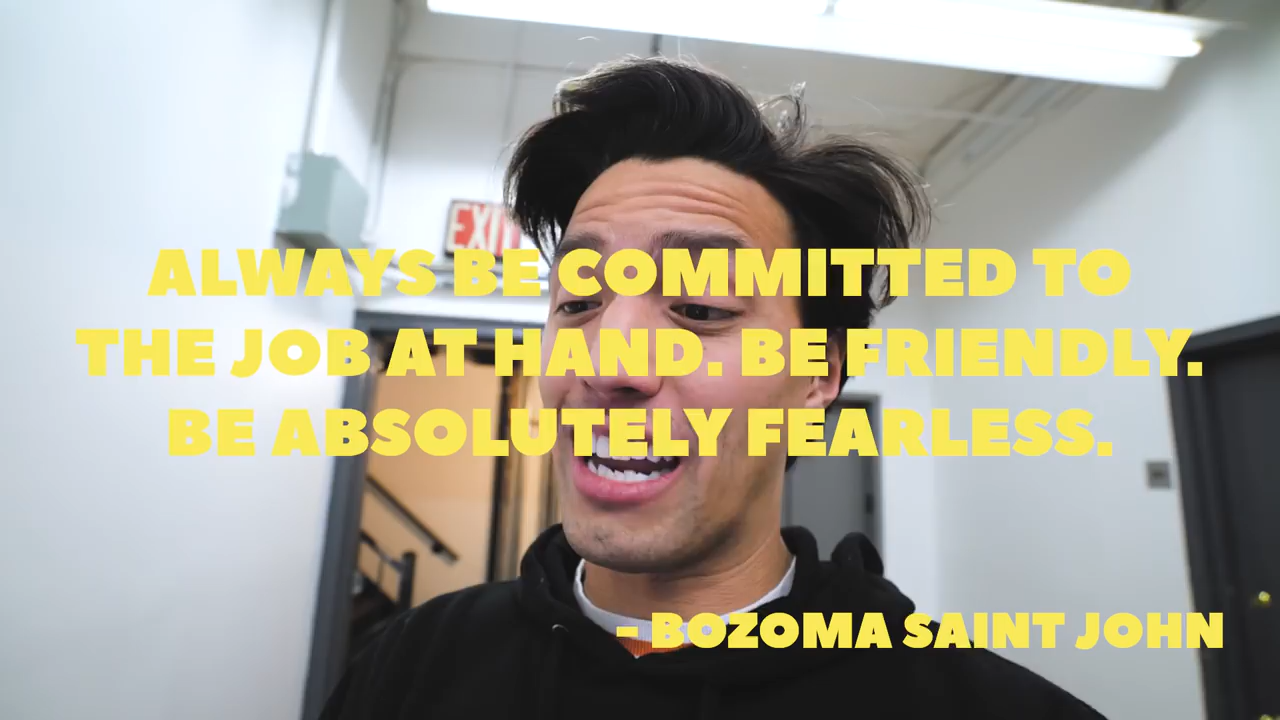 EXIT
ALWAYS BE COMMITTED TO
THE JOB AT HAND. BE FRIENDLY.
BE ABSOLUTELY FEARLESS.
- BOZOMA SAINT JOHN